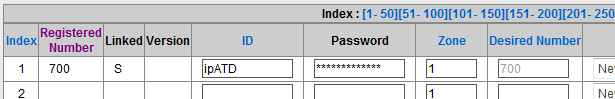 Index : [1- 50][51- 100][101- 150][151- 200][201- 250
Index Registered Number Linked Version ID Password Zone Desired Number
1 700 S ipATD ************* 1 700 Ne
2 1